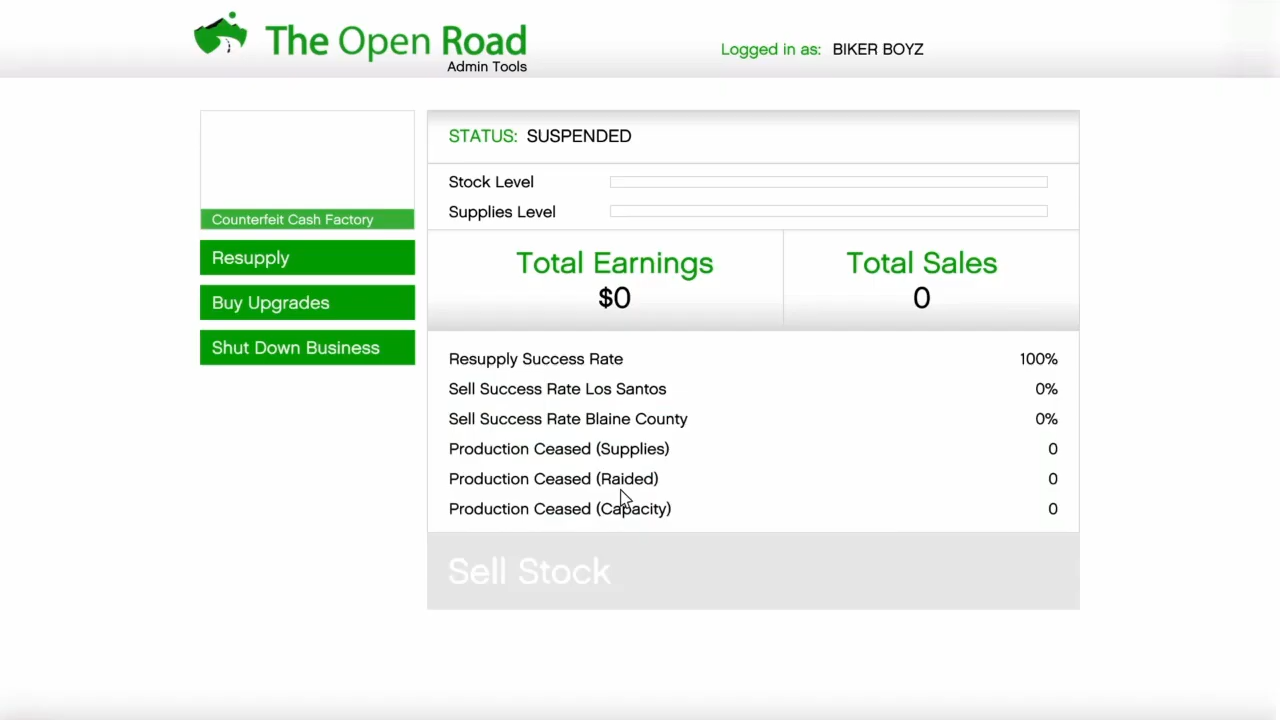 The Open Road
Admin Tools
Logged in as: BIKER BOYZ
Counterfeit Cash Factory
Resupply
Buy Upgrades
Shut Down Business
STATUS: SUSPENDED
Stock Level
Supplies Level
Total Earnings
$0
Total Sales
0
Resupply Success Rate 100%
Sell Success Rate Los Santos 0%
Sell Success Rate Blaine County 0%
Production Ceased (Supplies) 0
Production Ceased (Raided) 0
Production Ceased (Capacity) 0
Sell Stock